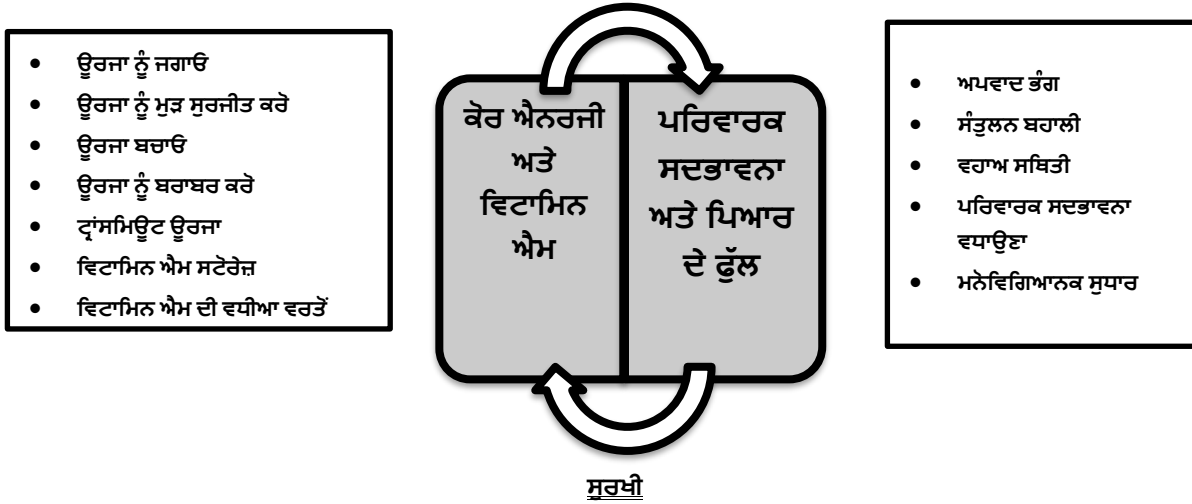 • ਊਰਜਾ ਨੂੰ ਜਗਾਓ
• ਊਰਜਾ ਨੂੰ ਮੁੜ ਸੁਰਜੀਤ ਕਰੋ
• ਊਰਜਾ ਬਚਾਓ
• ਊਰਜਾ ਨੂੰ ਬਰਾਬਰ ਕਰੋ
• ਟ੍ਰਾਂਸਮਿਊਟ ਊਰਜਾ
• ਵਿਟਾਮਿਨ ਐਮ ਸਟੋਰੇਜ਼
• ਵਿਟਾਮਿਨ ਐਮ ਦੀ ਵਧੀਆ ਵਰਤੋਂ
ਕੋਰ ਐਨਰਜੀ
ਅਤੇ
ਵਿਟਾਮਿਨ
ਐਮ
ਪਰਿਵਾਰਕ
ਸਦਭਾਵਨਾ
ਅਤੇ ਪਿਆਰ
ਦੇ ਫੁੱਲ
• ਅਪਵਾਦ ਭੰਗ
• ਸੰਤੁਲਨ ਬਹਾਲੀ
• ਵਹਾਅ ਸਥਿਤੀ
• ਪਰਿਵਾਰਕ ਸਦਭਾਵਨਾ
ਵਧਾਉਣਾ
• ਮਨੋਵਿਗਿਆਨਕ ਸੁਧਾਰ
ਸੁਰਖੀ